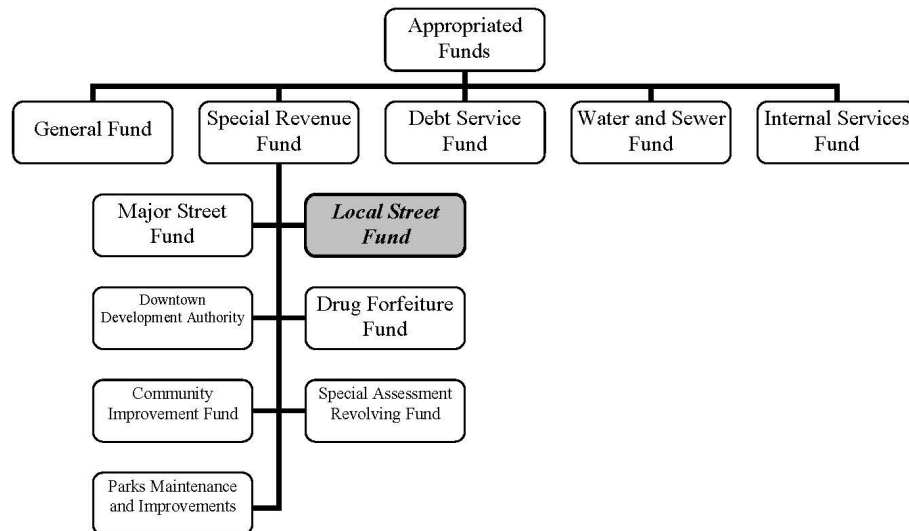 Appropriated
Funds
General Fund
Special Revenue
Fund
Debt Service
Fund
Water and Sewer
Fund
Internal Services
Fund
Major Street
Fund
Local Street
Fund
Downtown
Development Authority
Drug Forfeiture
Fund
Community
Improvement Fund
Special Assessment
Revolving Fund
Parks Maintenance
and Improvements